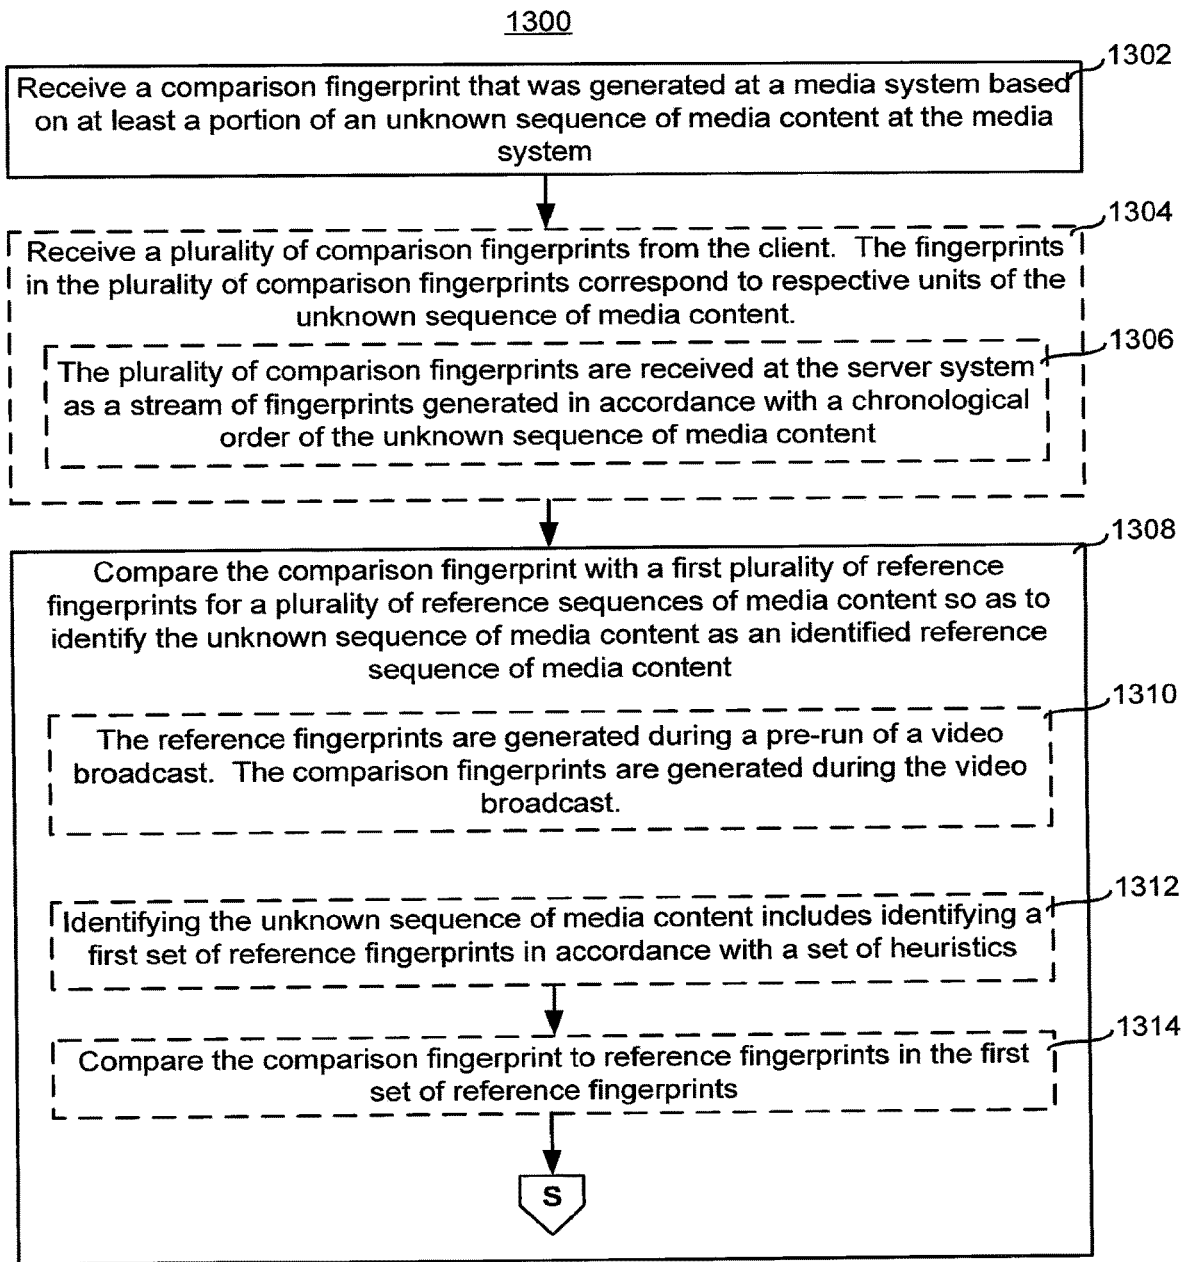 1300
1302
Receive a comparison fingerprint that was generated at a media system based
on at least a portion of an unknown sequence of media content at the media
system
1304
Receive a plurality of comparison fingerprints from the client. The fingerprints
in the plurality of comparison fingerprints correspond to respective units of the
unknown sequence of media content.
1306
The plurality of comparison fingerprints are received at the server system
as a stream of fingerprints generated in accordance with a chronological
order of the unknown sequence of media content
1308
Compare the comparison fingerprint with a first plurality of reference
fingerprints for a plurality of reference sequences of media content so as to
identify the unknown sequence of media content as an identified reference
sequence of media content
1310
The reference fingerprints are generated during a pre-run of a video
broadcast. The comparison fingerprints are generated during the video
broadcast.
1312
Identifying the unknown sequence of media content includes identifying a
first set of reference fingerprints in accordance with a set of heuristics
1314
Compare the comparison fingerprint to reference fingerprints in the first
set of reference fingerprints
S